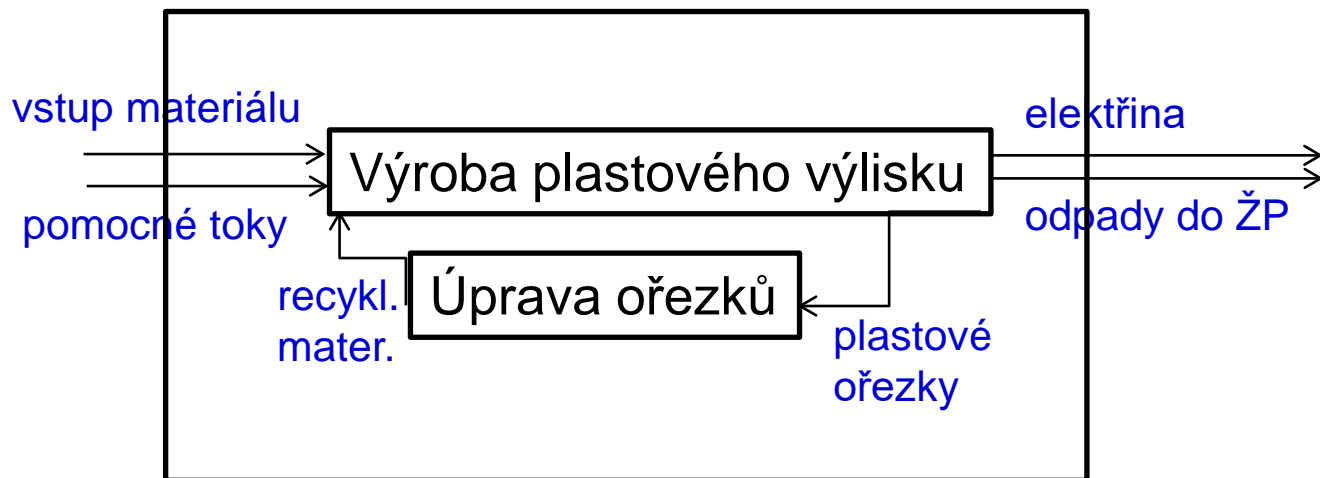 vstup materiálu
elektřina
Výroba plastového výlisku
pomocné toky
odpady do ŽP
recykl.
mater.
Úprava ořezků
plastové
ořezky